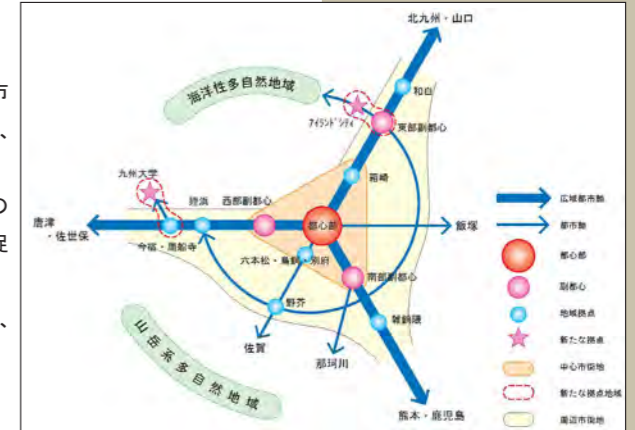 市
、
の
促
、
北九州・山口
海洋性多自然地域
和白
アイランドシティ
東部副都心
九州大学
箱崎
姪浜
西部副都心
広域都市軸
唐津
・佐世保
都心部
飯塚
都市軸
今宿・周船寺
六本松・鳥飼・別府
都心部
南部副都心
副都心
野芥
雑餉隈
地域拠点
佐賀
新たな拠点
那珂川
山岳系多自然地域
中心市街地
新たな拠点地域
熊本・鹿児島
周辺市街地